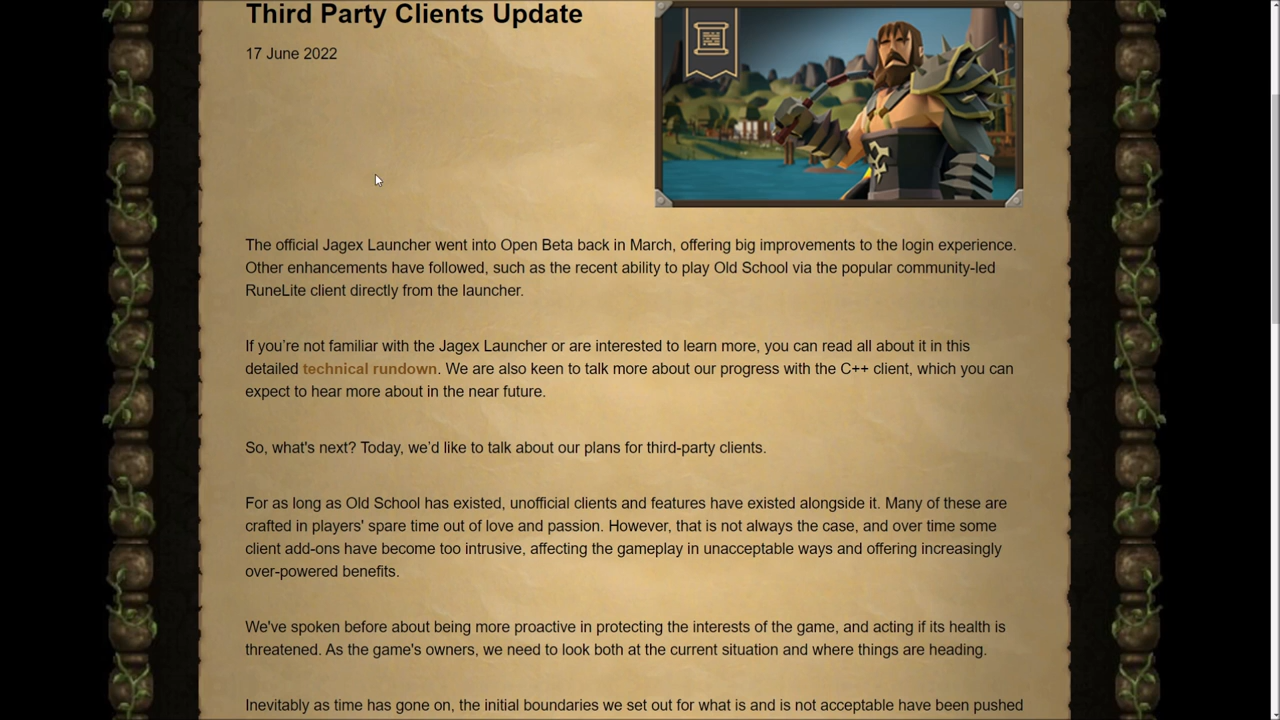 Third Party Clients Update
17 June 2022
The official Jagex Launcher went into Open Beta back in March, offering big improvements to the login experience.
Other enhancements have followed, such as the recent ability to play Old School via the popular community-led
RuneLite client directly from the launcher.
If you’re not familiar with the Jagex Launcher or are interested to learn more, you can read all about it in this
detailed technical rundown. We are also keen to talk more about our progress with the C++ client, which you can
expect to hear more about in the near future.
So, what's next? Today, we’d like to talk about our plans for third-party clients.
For as long as Old School has existed, unofficial clients and features have existed alongside it. Many of these are
crafted in players' spare time out of love and passion. However, that is not always the case, and over time some
client add-ons have become too intrusive, affecting the gameplay in unacceptable ways and offering increasingly
over-powered benefits.
We've spoken before about being more proactive in protecting the interests of the game, and acting if its health is
threatened. As the game's owners, we need to look both at the current situation and where things are heading.
Inevitably as time has gone on, the initial boundaries we set out for what is and is not acceptable have been pushed